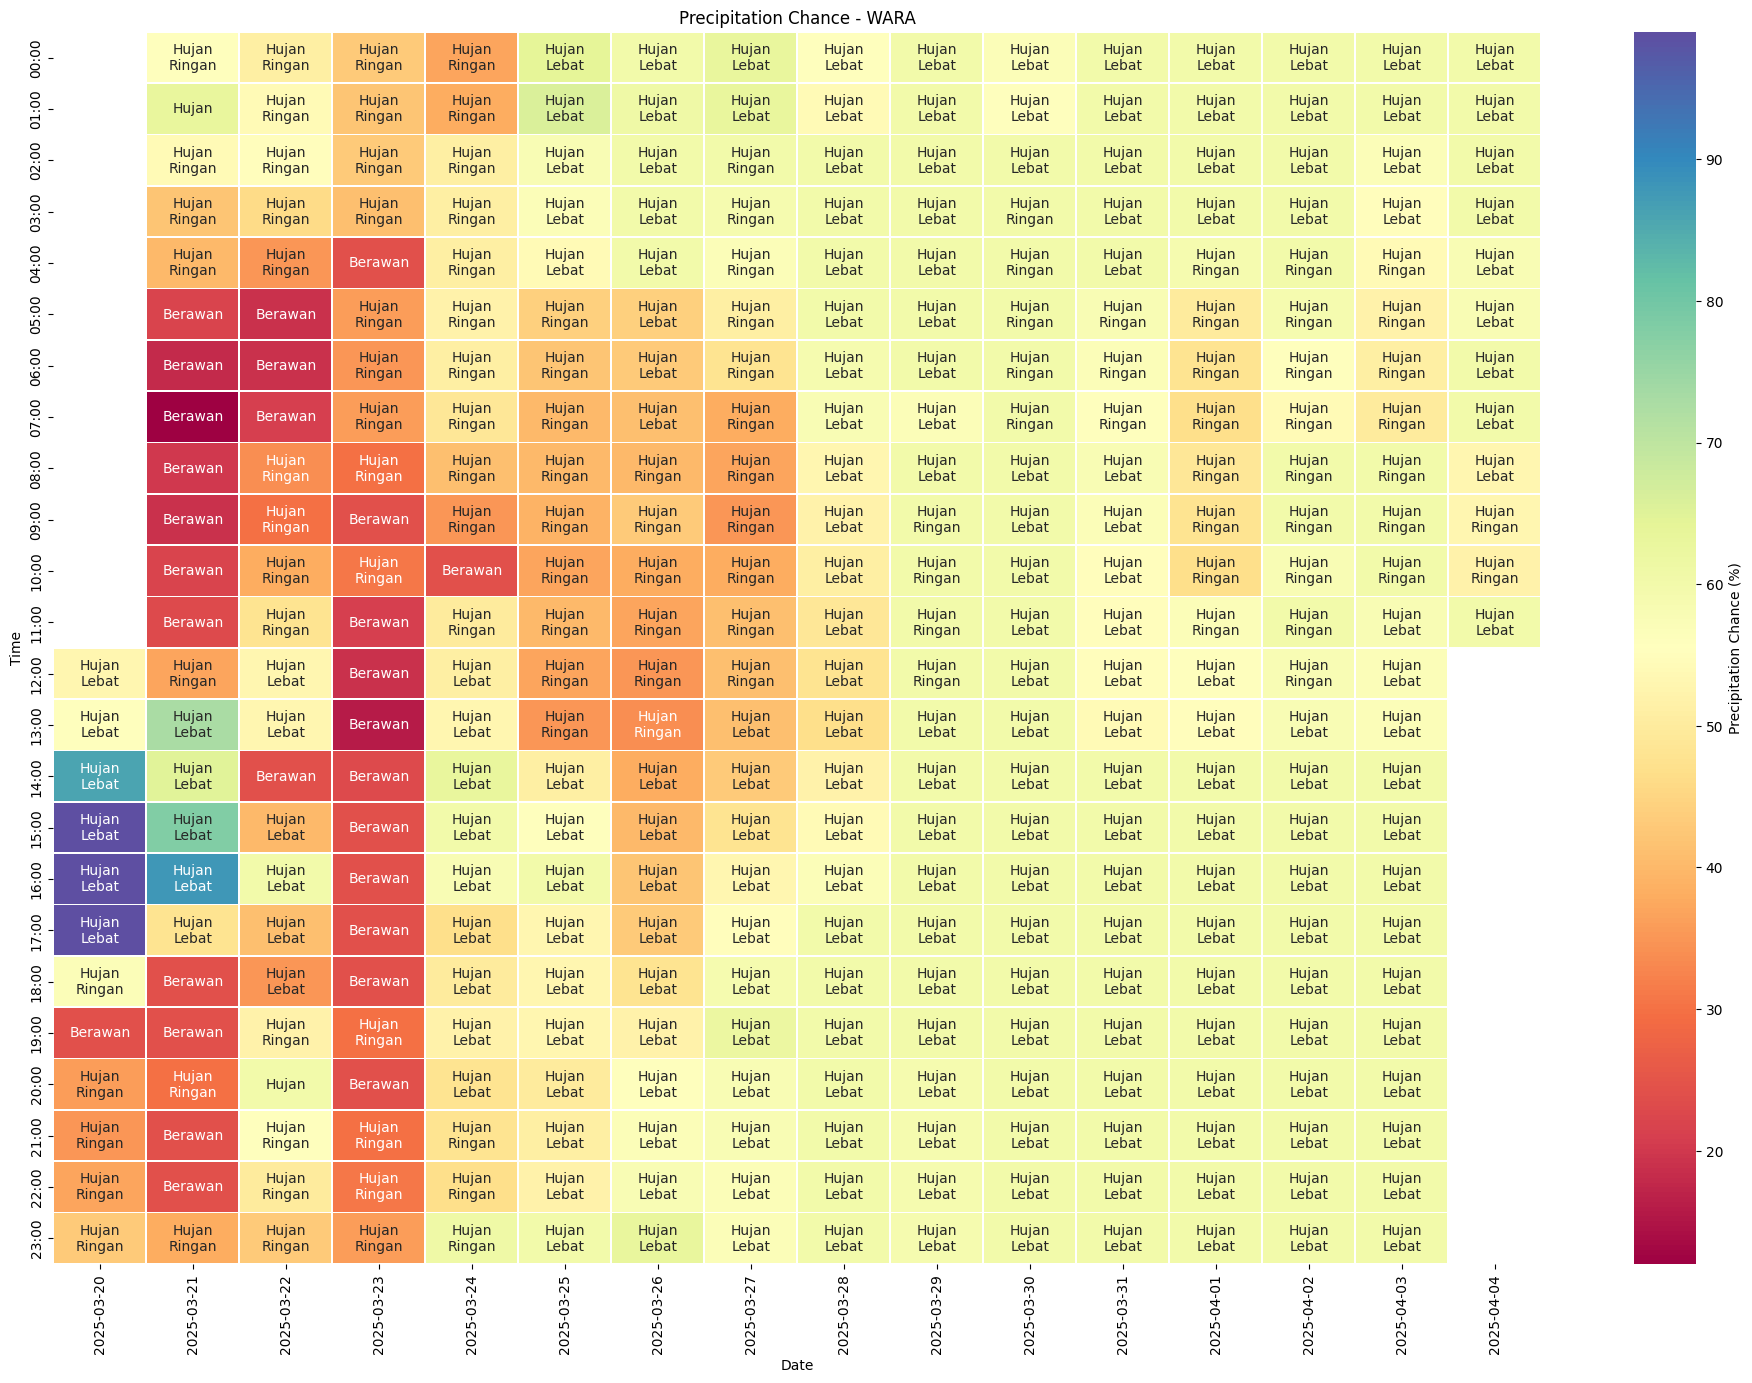 Precipitation Chance - WARA
00:00 Hujan Ringan Hujan Ringan Hujan Ringan Hujan Ringan Hujan Lebat Hujan Lebat Hujan Lebat Hujan Lebat Hujan Lebat Hujan Lebat Hujan Lebat Hujan Lebat Hujan Lebat Hujan Lebat Hujan Lebat
01:00 Hujan Hujan Ringan Hujan Ringan Hujan Ringan Hujan Lebat Hujan Lebat Hujan Lebat Hujan Lebat Hujan Lebat Hujan Lebat Hujan Lebat Hujan Lebat Hujan Lebat Hujan Lebat Hujan Lebat
02:00 Hujan Ringan Hujan Ringan Hujan Ringan Hujan Ringan Hujan Lebat Hujan Lebat Hujan Ringan Hujan Lebat Hujan Lebat Hujan Lebat Hujan Lebat Hujan Lebat Hujan Lebat Hujan Lebat Hujan Lebat
03:00 Hujan Ringan Hujan Ringan Hujan Ringan Hujan Ringan Hujan Lebat Hujan Lebat Hujan Ringan Hujan Lebat Hujan Lebat Hujan Ringan Hujan Lebat Hujan Lebat Hujan Lebat Hujan Lebat Hujan Lebat
04:00 Hujan Ringan Hujan Ringan Berawan Hujan Ringan Hujan Lebat Hujan Lebat Hujan Ringan Hujan Lebat Hujan Lebat Hujan Ringan Hujan Lebat Hujan Ringan Hujan Ringan Hujan Ringan Hujan Lebat
05:00 Berawan Berawan Hujan Ringan Hujan Ringan Hujan Ringan Hujan Lebat Hujan Ringan Hujan Lebat Hujan Lebat Hujan Ringan Hujan Ringan Hujan Ringan Hujan Ringan Hujan Ringan Hujan Lebat
06:00 Berawan Berawan Hujan Ringan Hujan Ringan Hujan Ringan Hujan Lebat Hujan Ringan Hujan Lebat Hujan Lebat Hujan Ringan Hujan Ringan Hujan Ringan Hujan Ringan Hujan Ringan Hujan Lebat
07:00 Berawan Berawan Hujan Ringan Hujan Ringan Hujan Ringan Hujan Lebat Hujan Ringan Hujan Lebat Hujan Lebat Hujan Ringan Hujan Ringan Hujan Ringan Hujan Ringan Hujan Ringan Hujan Lebat
08:00 Berawan Hujan Ringan Hujan Ringan Hujan Ringan Hujan Ringan Hujan Ringan Hujan Ringan Hujan Lebat Hujan Lebat Hujan Lebat Hujan Lebat Hujan Ringan Hujan Ringan Hujan Ringan Hujan Lebat
09:00 Berawan Hujan Ringan Berawan Hujan Ringan Hujan Ringan Hujan Ringan Hujan Ringan Hujan Lebat Hujan Ringan Hujan Lebat Hujan Lebat Hujan Ringan Hujan Ringan Hujan Ringan Hujan Ringan
10:00 Berawan Hujan Ringan Hujan Ringan Berawan Hujan Ringan Hujan Ringan Hujan Ringan Hujan Lebat Hujan Ringan Hujan Lebat Hujan Lebat Hujan Ringan Hujan Ringan Hujan Ringan Hujan Ringan
11:00 Berawan Hujan Ringan Berawan Hujan Ringan Hujan Ringan Hujan Ringan Hujan Ringan Hujan Lebat Hujan Ringan Hujan Lebat Hujan Lebat Hujan Ringan Hujan Ringan Hujan Lebat Hujan Lebat
12:00 Hujan Lebat Hujan Ringan Hujan Lebat Berawan Hujan Lebat Hujan Ringan Hujan Ringan Hujan Ringan Hujan Lebat Hujan Ringan Hujan Lebat Hujan Lebat Hujan Lebat Hujan Ringan Hujan Lebat
13:00 Hujan Lebat Hujan Lebat Hujan Lebat Berawan Hujan Lebat Hujan Ringan Hujan Ringan Hujan Lebat Hujan Lebat Hujan Lebat Hujan Lebat Hujan Lebat Hujan Lebat Hujan Lebat Hujan Lebat
14:00 Hujan Lebat Hujan Lebat Berawan Berawan Hujan Lebat Hujan Lebat Hujan Lebat Hujan Lebat Hujan Lebat Hujan Lebat Hujan Lebat Hujan Lebat Hujan Lebat Hujan Lebat Hujan Lebat
15:00 Hujan Lebat Hujan Lebat Hujan Lebat Berawan Hujan Lebat Hujan Lebat Hujan Lebat Hujan Lebat Hujan Lebat Hujan Lebat Hujan Lebat Hujan Lebat Hujan Lebat Hujan Lebat Hujan Lebat
16:00 Hujan Lebat Hujan Lebat Hujan Lebat Berawan Hujan Lebat Hujan Lebat Hujan Lebat Hujan Lebat Hujan Lebat Hujan Lebat Hujan Lebat Hujan Lebat Hujan Lebat Hujan Lebat Hujan Lebat
17:00 Hujan Lebat Hujan Lebat Hujan Lebat Berawan Hujan Lebat Hujan Lebat Hujan Lebat Hujan Lebat Hujan Lebat Hujan Lebat Hujan Lebat Hujan Lebat Hujan Lebat Hujan Lebat Hujan Lebat
18:00 Hujan Ringan Berawan Hujan Lebat Berawan Hujan Lebat Hujan Lebat Hujan Lebat Hujan Lebat Hujan Lebat Hujan Lebat Hujan Lebat Hujan Lebat Hujan Lebat Hujan Lebat Hujan Lebat
19:00 Berawan Berawan Hujan Ringan Hujan Ringan Hujan Lebat Hujan Lebat Hujan Lebat Hujan Lebat Hujan Lebat Hujan Lebat Hujan Lebat Hujan Lebat Hujan Lebat Hujan Lebat Hujan Lebat
20:00 Hujan Ringan Hujan Ringan Hujan Berawan Hujan Lebat Hujan Lebat Hujan Lebat Hujan Lebat Hujan Lebat Hujan Lebat Hujan Lebat Hujan Lebat Hujan Lebat Hujan Lebat Hujan Lebat
21:00 Hujan Ringan Berawan Hujan Ringan Hujan Ringan Hujan Ringan Hujan Lebat Hujan Lebat Hujan Lebat Hujan Lebat Hujan Lebat Hujan Lebat Hujan Lebat Hujan Lebat Hujan Lebat Hujan Lebat
22:00 Hujan Ringan Berawan Hujan Ringan Hujan Ringan Hujan Ringan Hujan Lebat Hujan Lebat Hujan Lebat Hujan Lebat Hujan Lebat Hujan Lebat Hujan Lebat Hujan Lebat Hujan Lebat Hujan Lebat
23:00 Hujan Ringan Hujan Ringan Hujan Ringan Hujan Ringan Hujan Ringan Hujan Lebat Hujan Lebat Hujan Lebat Hujan Lebat Hujan Lebat Hujan Lebat Hujan Lebat Hujan Lebat Hujan Lebat Hujan Lebat
Time
2025-03-20 2025-03-21 2025-03-22 2025-03-23 2025-03-24 2025-03-25 2025-03-26 2025-03-27 2025-03-28 2025-03-29 2025-03-30 2025-03-31 2025-04-01 2025-04-02 2025-04-03 2025-04-04
Date
90
80
70
60
50
40
30
20
Precipitation Chance (%)